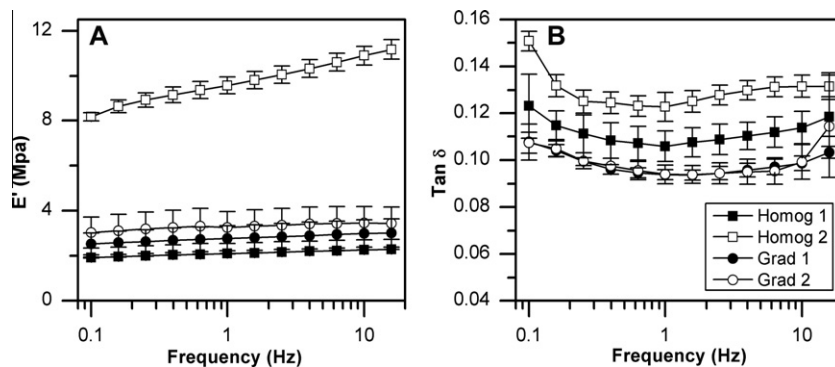 A
12
8
4
0
E' (Mpa)
0.1
1
10
Frequency (Hz)
B
0.16
0.14
0.12
0.10
0.08
0.06
0.04
Tan δ
Homog 1
Homog 2
Grad 1
Grad 2
0.1
1
10
Frequency (Hz)